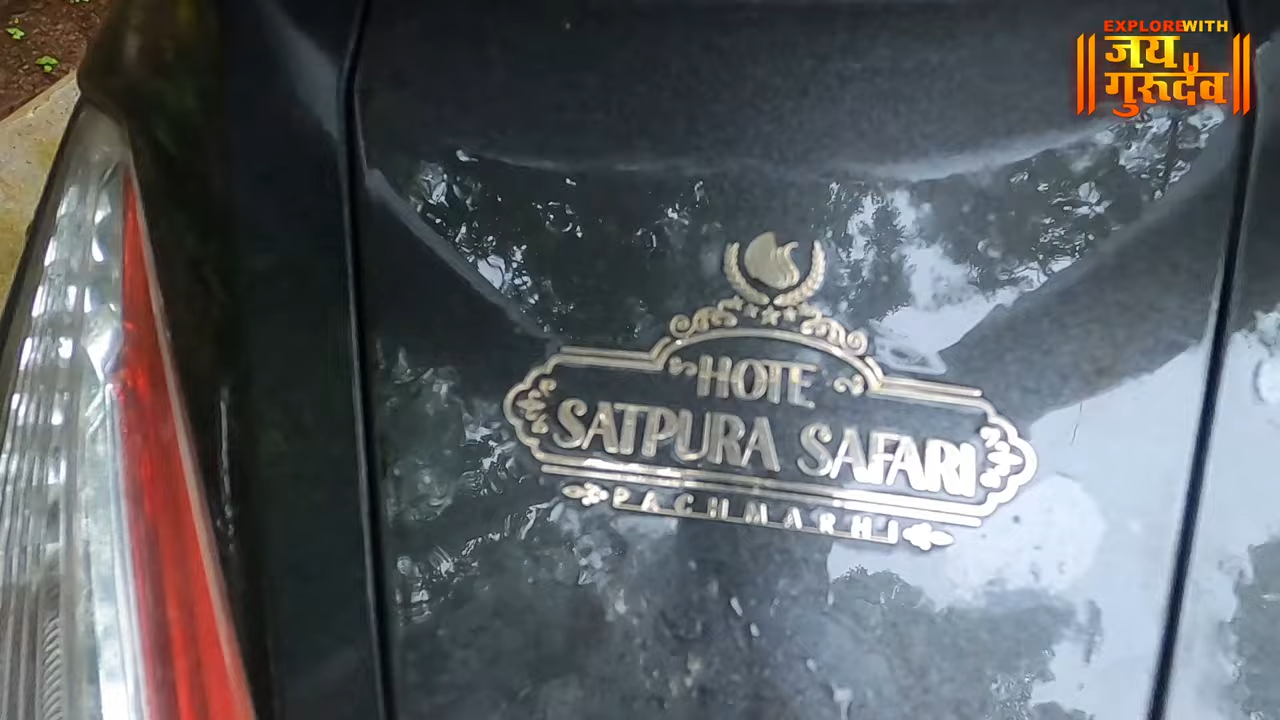 EXPLORE WITH
जय
गुरूदेव
HOTE
SATPURA SAFARI
PACHMARHI